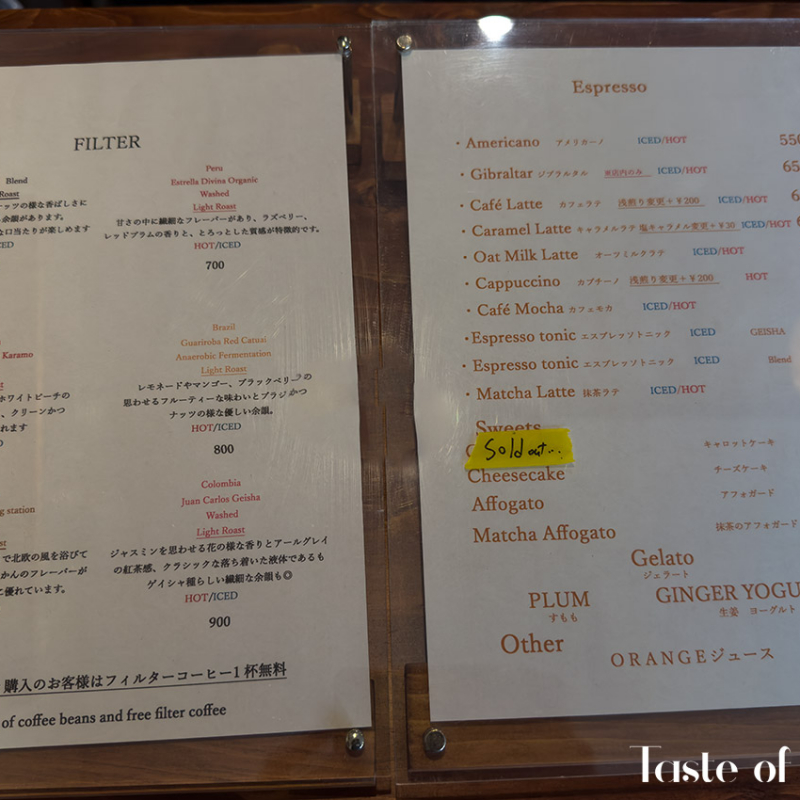 FILTER
Blend
Roast
ナッツの様な香ばしさに
余韻があります。
な口当たりが楽しめます
Peru
Estrella Divina Organic
Washed
Light Roast
甘さの中に繊細なフレーバーがあり、ラズベリー、
レッドプラムの香りと、とろっとした質感が特徴的です。
HOT/ICED
700
Karamo
ホワイトピーチの
、クリーンかつ
れます
Brazil
Guariroba Red Catuai
Anaerobic Fermentation
Light Roast
レモネードやマンゴー、ブラックベリーの
思わせるフルーティーな味わいとブラジかつ
ナッツの様な優しい余韻。
HOT/ICED
800
station
で北欧の風を浴びて
かんのフレーバーが
に優れています。
Colombia
Juan Carlos Geisha
Washed
Light Roast
ジャスミンを思わせる花の様な香りとアールグレイ
の紅茶感、クラシックな落ち着いた液体であるも
ゲイシャ種らしい繊細な余韻も◎
HOT/ICED
900
購入のお客様はフィルターコーヒー1杯無料
of coffee beans and free filter coffee
Espresso
・Americano アメリカーノ ICED/HOT 550
・Gibraltar ジブラルタル ※店内のみ ICED/HOT
・Café Latte カフェラテ 浅煎り変更+¥200 ICED/HOT
・Caramel Latte キャラメルラテ 塩キャラメル変更+¥30 ICED/HOT
・Oat Milk Latte オーツミルクラテ ICED/HOT
・Cappuccino カプチーノ 浅煎り変更+¥200 HOT
・Café Mocha カフェモカ ICED/HOT
・Espresso tonic エスプレッソトニック ICED GEISHA
・Espresso tonic エスプレッソトニック ICED Blend
・Matcha Latte 抹茶ラテ ICED/HOT
Sweets
Sold out... キャロットケーキ
Cheesecake チーズケーキ
Affogato アフォガード
Matcha Affogato 抹茶のアフォガード
Gelato
ジェラート
PLUM GINGER YOGU
すもも 生姜 ヨーグルト
Other ORANGEジュース
Taste of